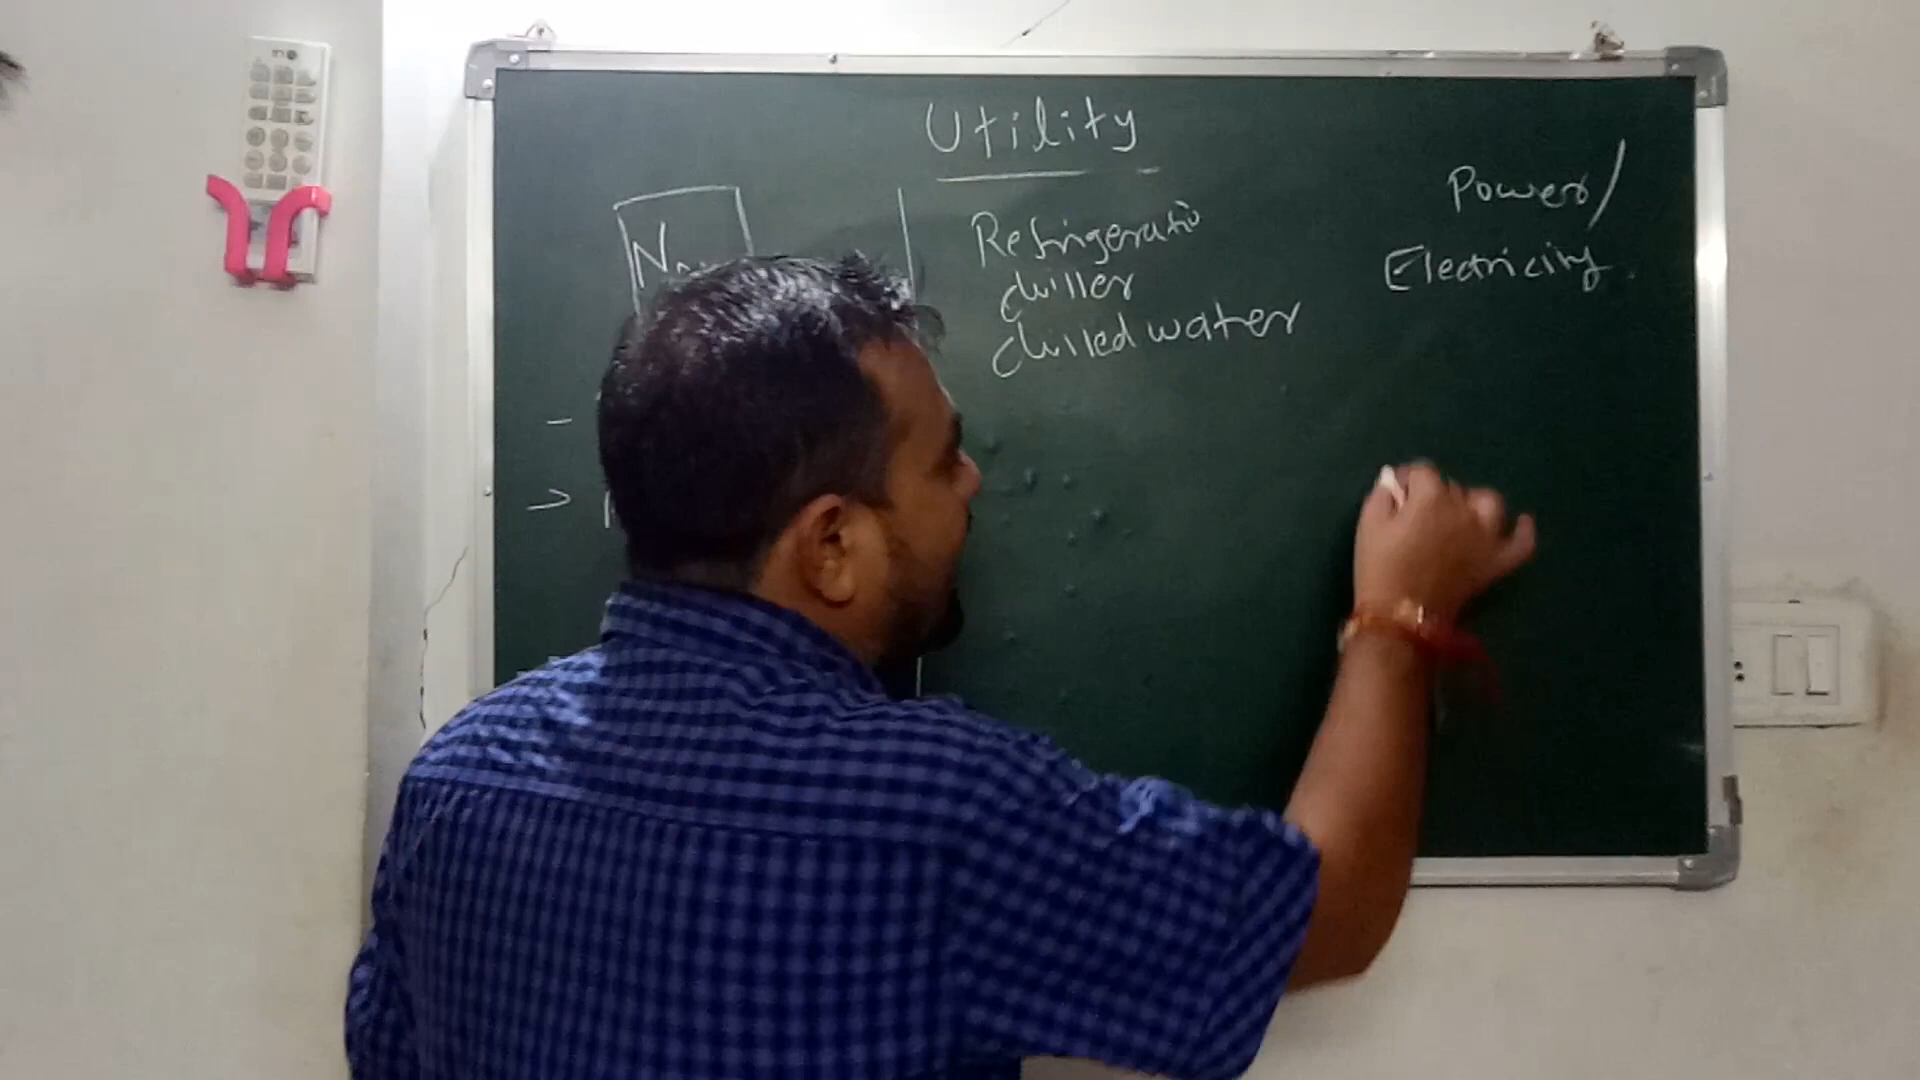 Utility
Refrigeratio
chiller
chilled water
Power/
Electricity